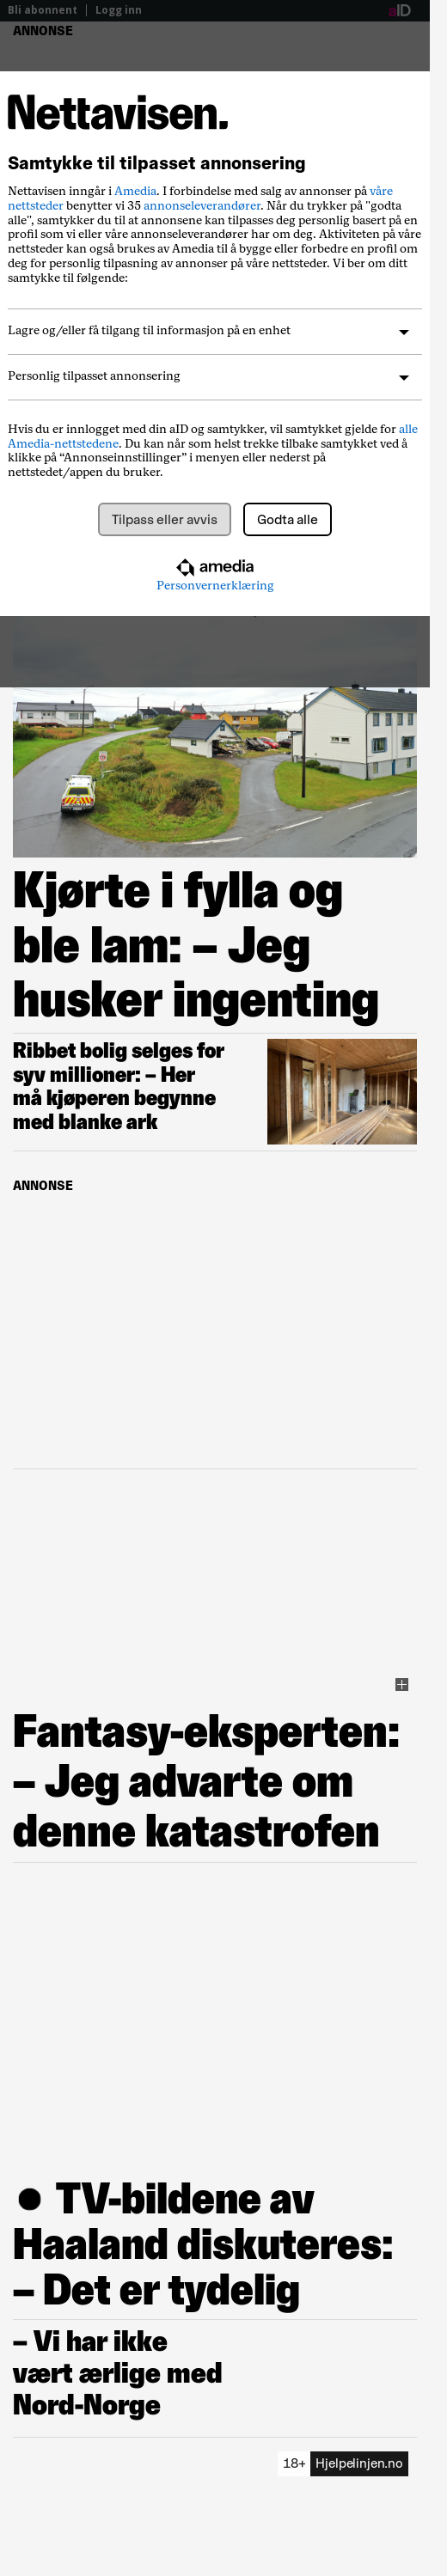 Bli abonnent | Logg inn aID
ANNONSE
Nettavisen.
Samtykke til tilpasset annonsering
Nettavisen inngår i Amedia. I forbindelse med salg av annonser på våre
nettsteder benytter vi 35 annonseleverandører. Når du trykker på "godta
alle", samtykker du til at annonsene kan tilpasses deg personlig basert på en
profil som vi eller våre annonseleverandører har om deg. Aktiviteten på våre
nettsteder kan også brukes av Amedia til å bygge eller forbedre en profil om
deg for personlig tilpasning av annonser på våre nettsteder. Vi ber om ditt
samtykke til følgende:
Lagre og/eller få tilgang til informasjon på en enhet
Personlig tilpasset annonsering
Hvis du er innlogget med din aID og samtykker, vil samtykket gjelde for alle
Amedia-nettstedene. Du kan når som helst trekke tilbake samtykket ved å
klikke på “Annonseinnstillinger” i menyen eller nederst på
nettstedet/appen du bruker.
Tilpass eller avvis Godta alle
amedia
Personvernerklæring
Kjørte i fylla og
ble lam: – Jeg
husker ingenting
Ribbet bolig selges for
syv millioner: – Her
må kjøperen begynne
med blanke ark
ANNONSE
Fantasy-eksperten:
– Jeg advarte om
denne katastrofen
● TV-bildene av
Haaland diskuteres:
– Det er tydelig
– Vi har ikke
vært ærlige med
Nord-Norge
18+ Hjelpelinjen.no